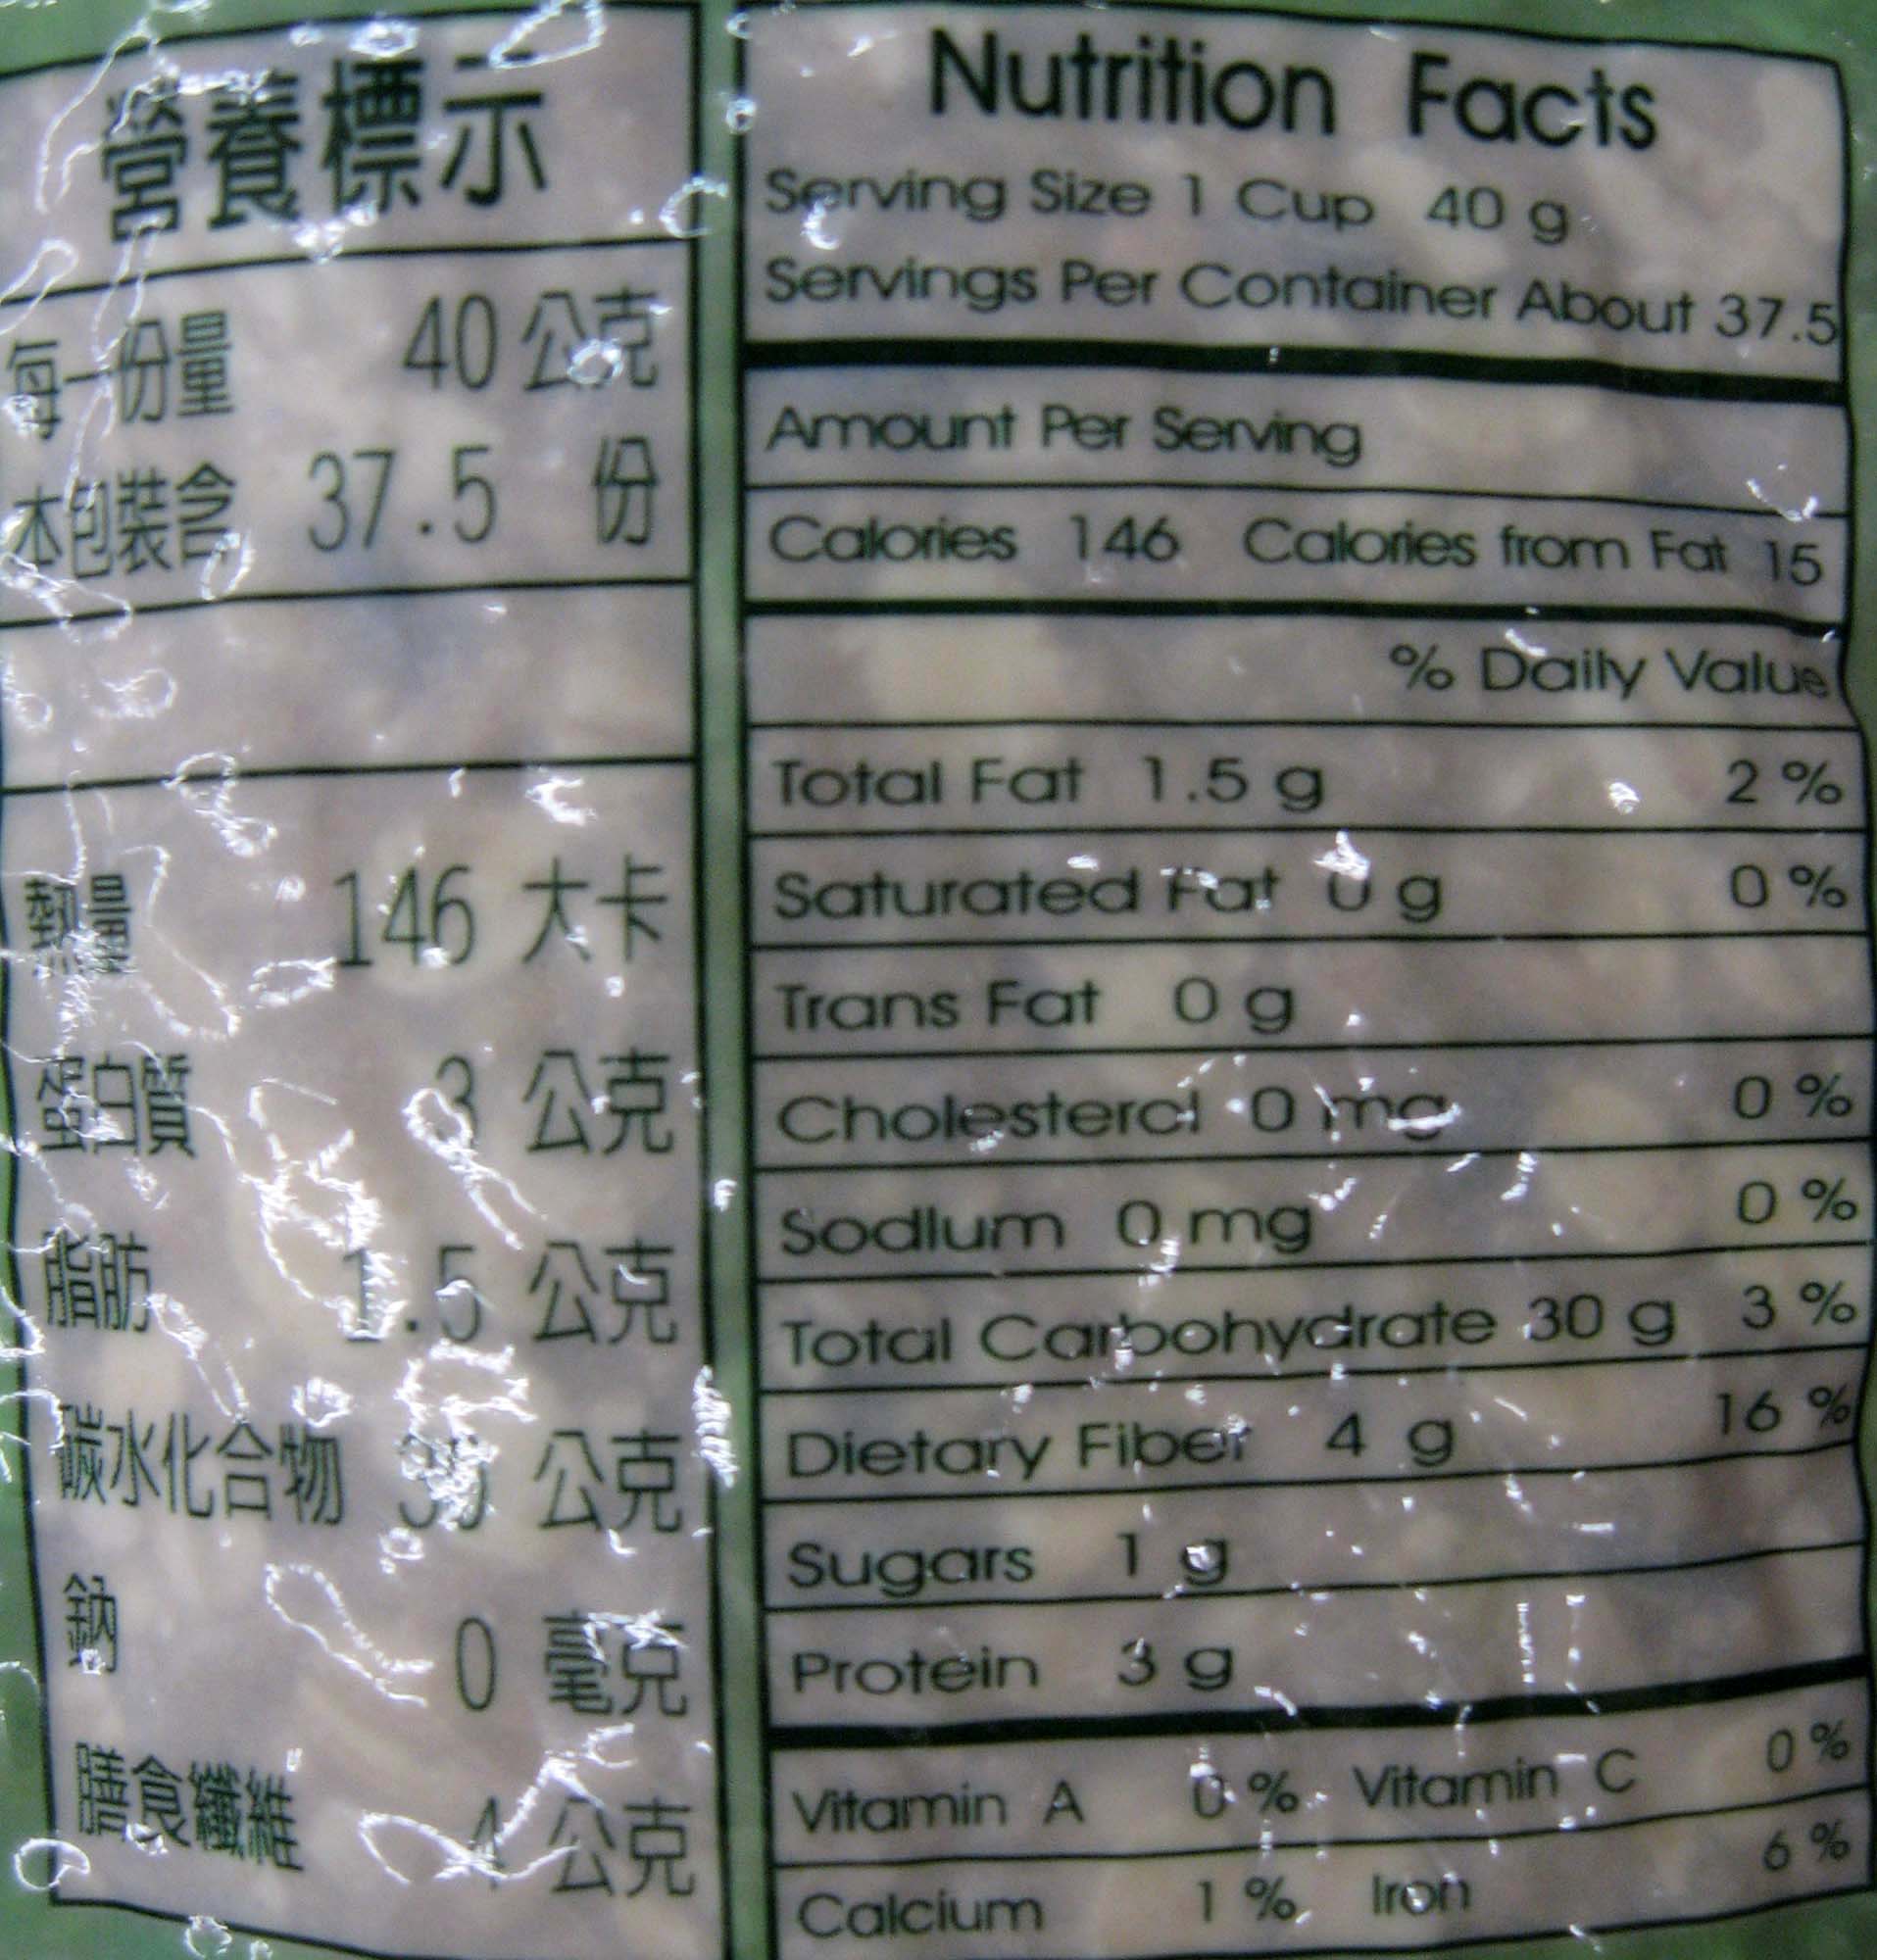 營養標示
每一份量 40 公克
本包裝含 37.5 份
熱量 146 大卡
蛋白質 3 公克
脂肪 1.5 公克
碳水化合物 30 公克
鈉 0 毫克
膳食纖維 4 公克
Nutrition Facts
Serving Size 1 Cup 40 g
Servings Per Container About 37.5
Amount Per Serving
Calories 146 Calories from Fat 15
% Daily Value
Total Fat 1.5 g 2 %
Saturated Fat 0 g 0 %
Trans Fat 0 g
Cholesterol 0 mg 0 %
Sodium 0 mg 0 %
Total Carbohydrate 30 g 3 %
Dietary Fiber 4 g 16 %
Sugars 1 g
Protein 3 g
Vitamin A 0 % Vitamin C 0 %
Calcium 1 % Iron 6 %